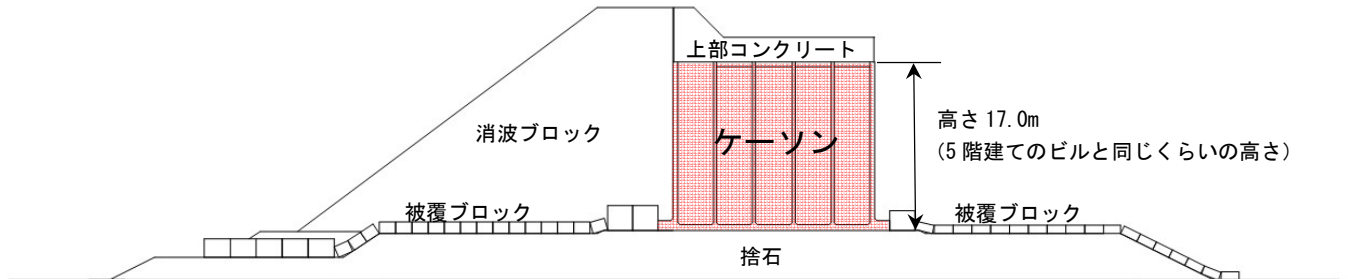 上部コンクリート
消波ブロック
ケーソン
高さ 17.0m
(5 階建てのビルと同じくらいの高さ)
被覆ブロック
被覆ブロック
捨石